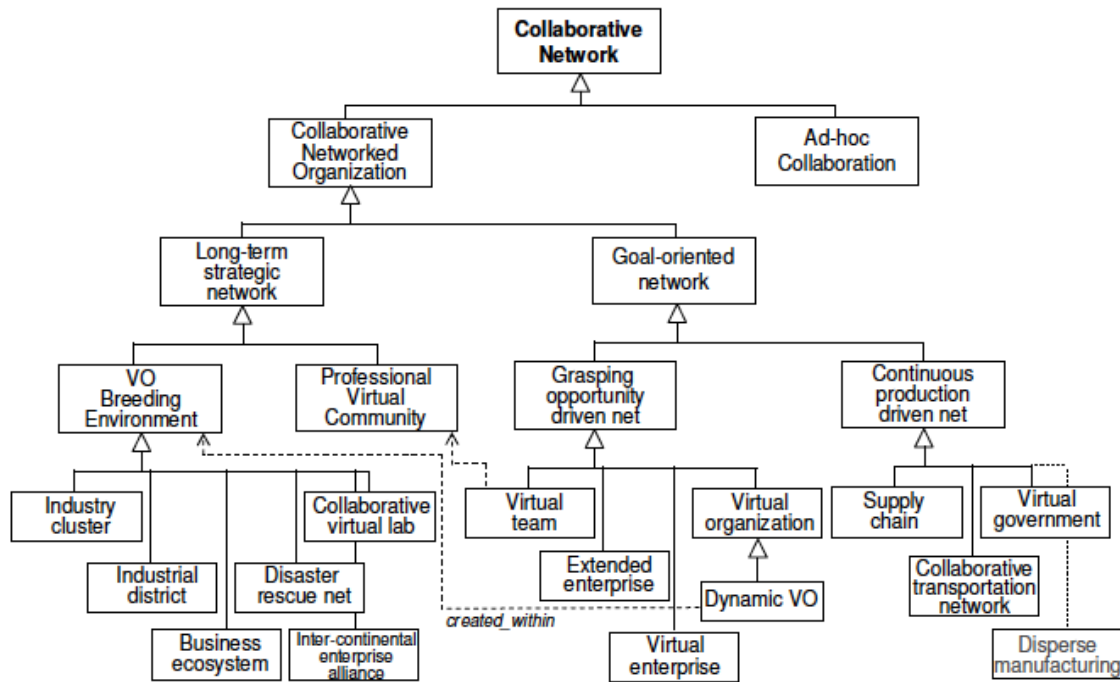 Collaborative
Network
Collaborative
Networked
Organization
Ad-hoc
Collaboration
Long-term
strategic
network
Goal-oriented
network
VO
Breeding
Environment
Professional
Virtual
Community
Grasping
opportunity
driven net
Continuous
production
driven net
Industry
cluster
Collaborative
virtual lab
Virtual
team
Virtual
organization
Supply
chain
Virtual
government
Industrial
district
Disaster
rescue net
Extended
enterprise
Dynamic VO
Collaborative
transportation
network
created_within
Business
ecosystem
Inter-continental
enterprise
alliance
Virtual
enterprise
Disperse
manufacturing